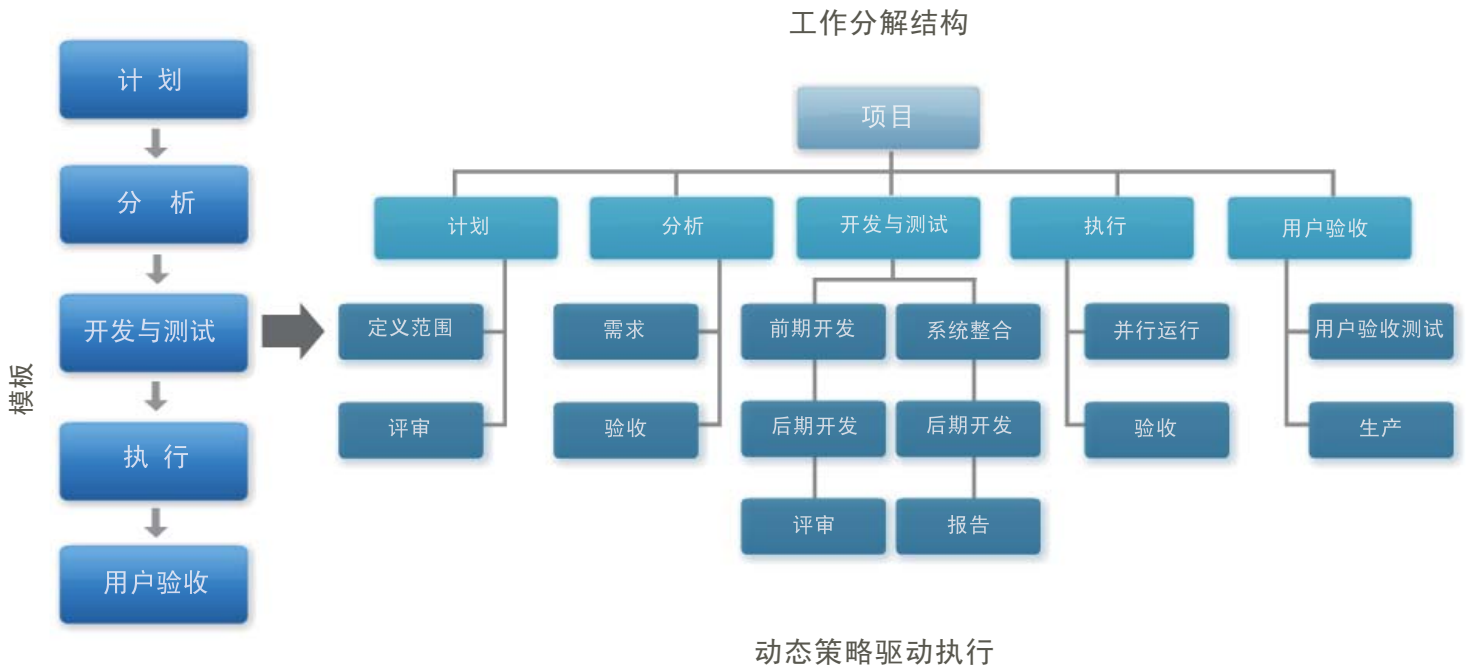 工作分解结构
模板
计 划
分 析
开发与测试
执 行
用户验收
项目
计划
分析
开发与测试
执行
用户验收
定义范围
需求
前期开发
系统整合
并行运行
用户验收测试
评审
验收
后期开发
后期开发
验收
生产
评审
报告
动态策略驱动执行